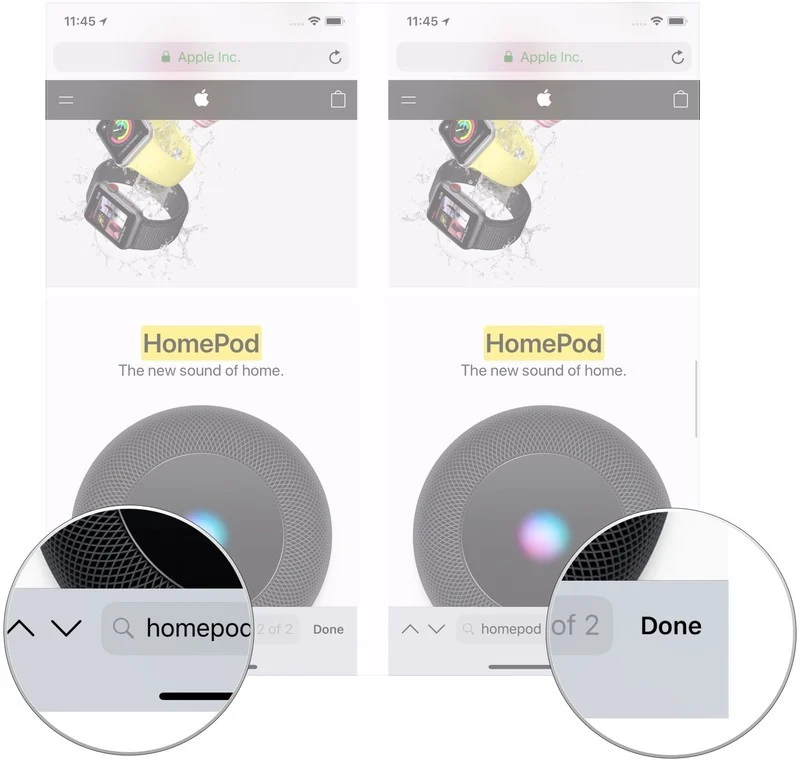 11:45
Apple Inc.
HomePod
The new sound of home.
homepod
2 of 2
Done
11:45
Apple Inc.
HomePod
The new sound of home.
homepod
of 2
Done